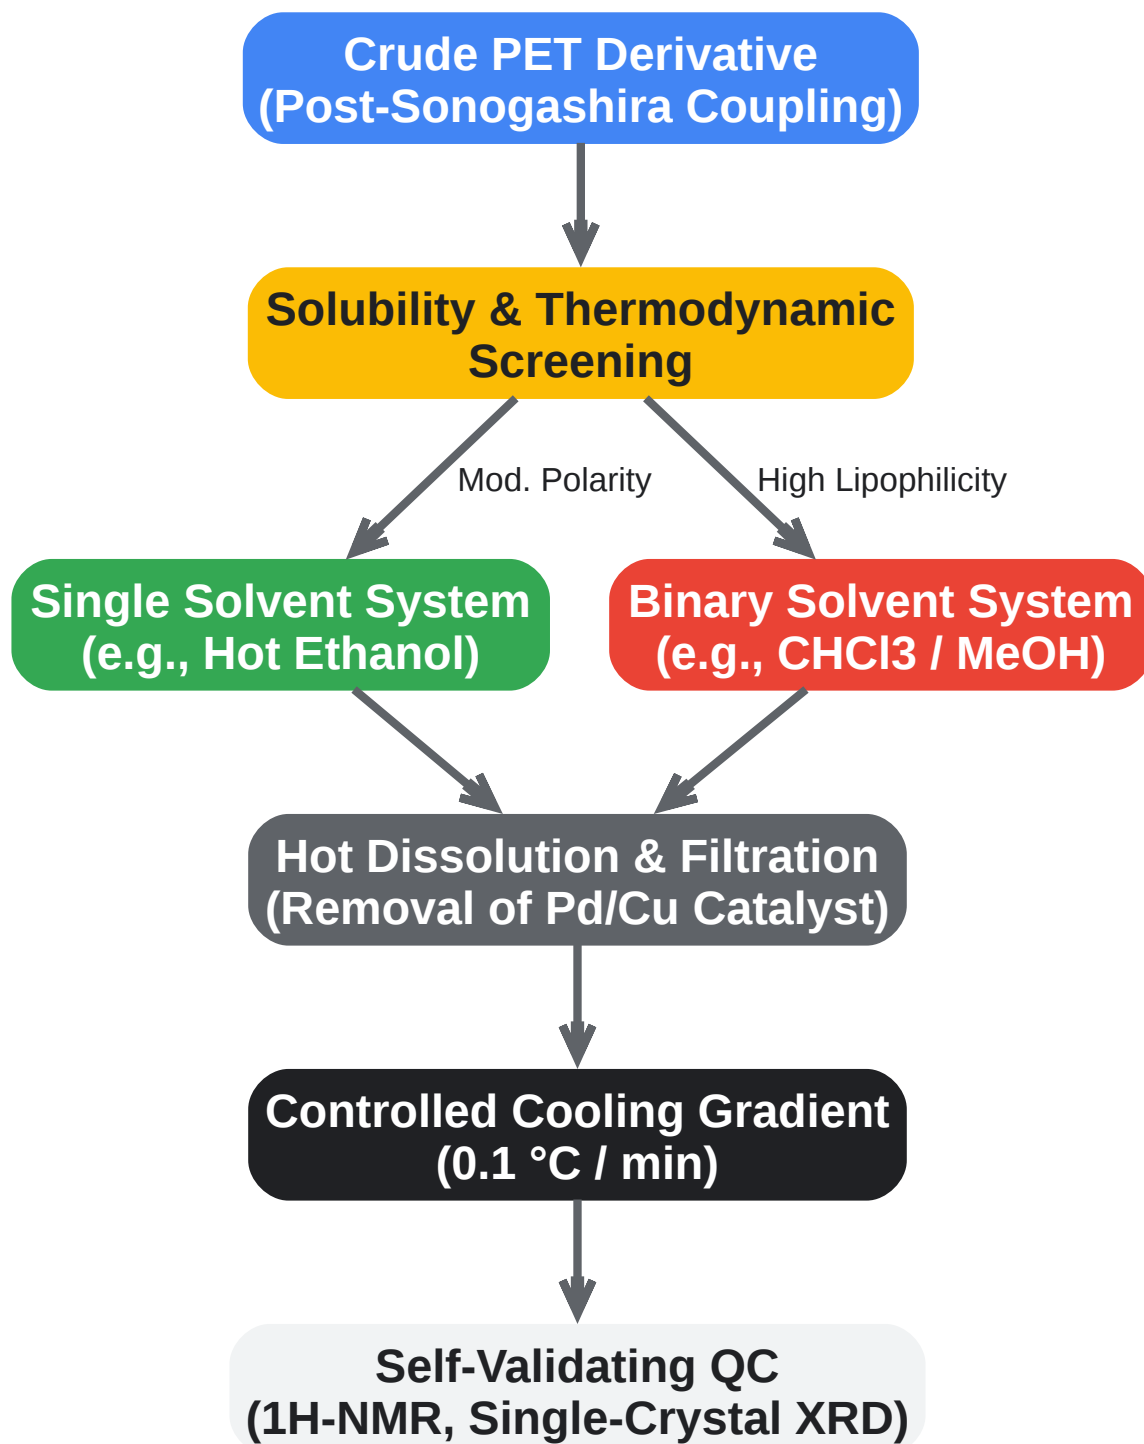 Crude PET Derivative
(Post-Sonogashira Coupling)
Solubility & Thermodynamic
Screening
Mod. Polarity
High Lipophilicity
Single Solvent System
(e.g., Hot Ethanol)
Binary Solvent System
(e.g., CHCl3 / MeOH)
Hot Dissolution & Filtration
(Removal of Pd/Cu Catalyst)
Controlled Cooling Gradient
(0.1 °C / min)
Self-Validating QC
(1H-NMR, Single-Crystal XRD)